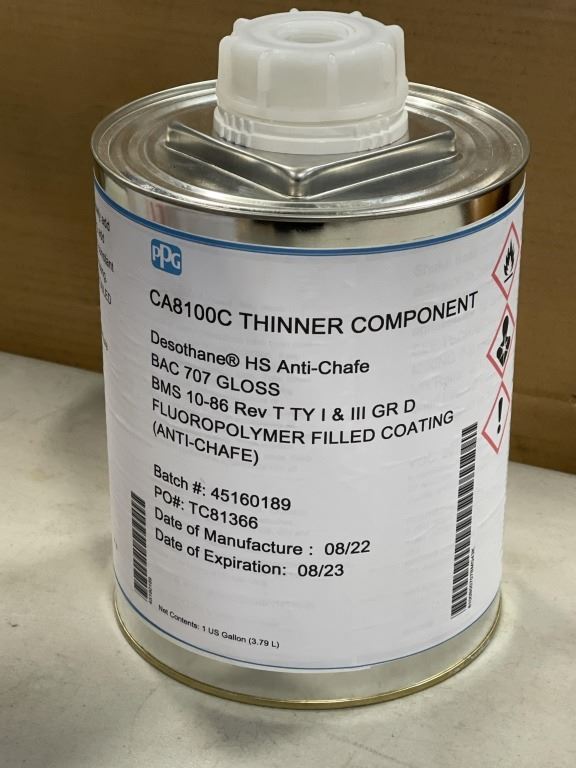 PPG
CA8100C THINNER COMPONENT
Desothane® HS Anti-Chafe
BAC 707 GLOSS
BMS 10-86 Rev T TY I & III GR D
FLUOROPOLYMER FILLED COATING
(ANTI-CHAFE)
Batch #: 45160189
PO#: TC81366
Date of Manufacture : 08/22
Date of Expiration: 08/23
45160189
Net Contents: 1 US Gallon (3.79 L)